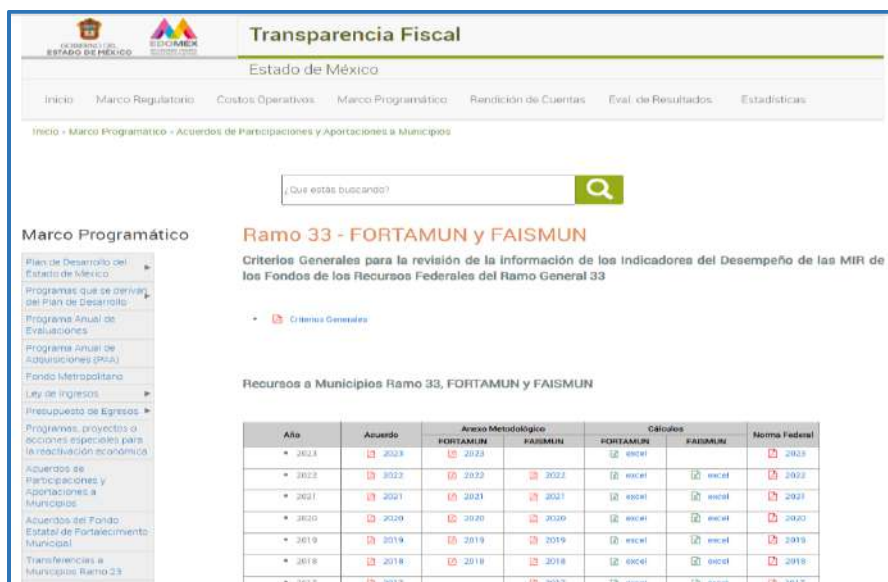 GOBIERNO DEL
ESTADO DE MÉXICO
EDOMEX
Transparencia Fiscal
Estado de México
Inicio Marco Regulatorio Costos Operativos Marco Programático Rendición de Cuentas Eval. de Resultados Estadísticas
Inicio › Marco Programático › Acuerdos de Participaciones y Aportaciones a Municipios
¿Que estás buscando?
Marco Programático
Plan de Desarrollo del
Estado de México
Programas que se derivan
del Plan de Desarrollo
Programa Anual de
Evaluaciones
Programa Anual de
Adquisiciones (PAA)
Fondo Metropolitano
Ley de Ingresos
Presupuesto de Egresos
Programas, proyectos o
acciones especiales para
la reactivación económica
Acuerdos de
Participaciones y
Aportaciones a
Municipios
Acuerdos del Fondo
Estatal de Fortalecimiento
Municipal
Transferencias a
Municipios Ramo 23
Ramo 33 - FORTAMUN y FAISMUN
Criterios Generales para la revisión de la información de los Indicadores del Desempeño de las MIR de
los Fondos de los Recursos Federales del Ramo General 33
• Criterios Generales
Recursos a Municipios Ramo 33, FORTAMUN y FAISMUN
Año Acuerdo Anexo Metodológico Cálculos Norma Federal
FORTAMUN FAISMUN FORTAMUN FAISMUN
• 2023 2023 2023 excel 2023
• 2022 2022 2022 2022 excel excel 2022
• 2021 2021 2021 2021 excel excel 2021
• 2020 2020 2020 2020 excel excel 2020
• 2019 2019 2019 2019 excel excel 2019
• 2018 2018 2018 2018 excel excel 2018